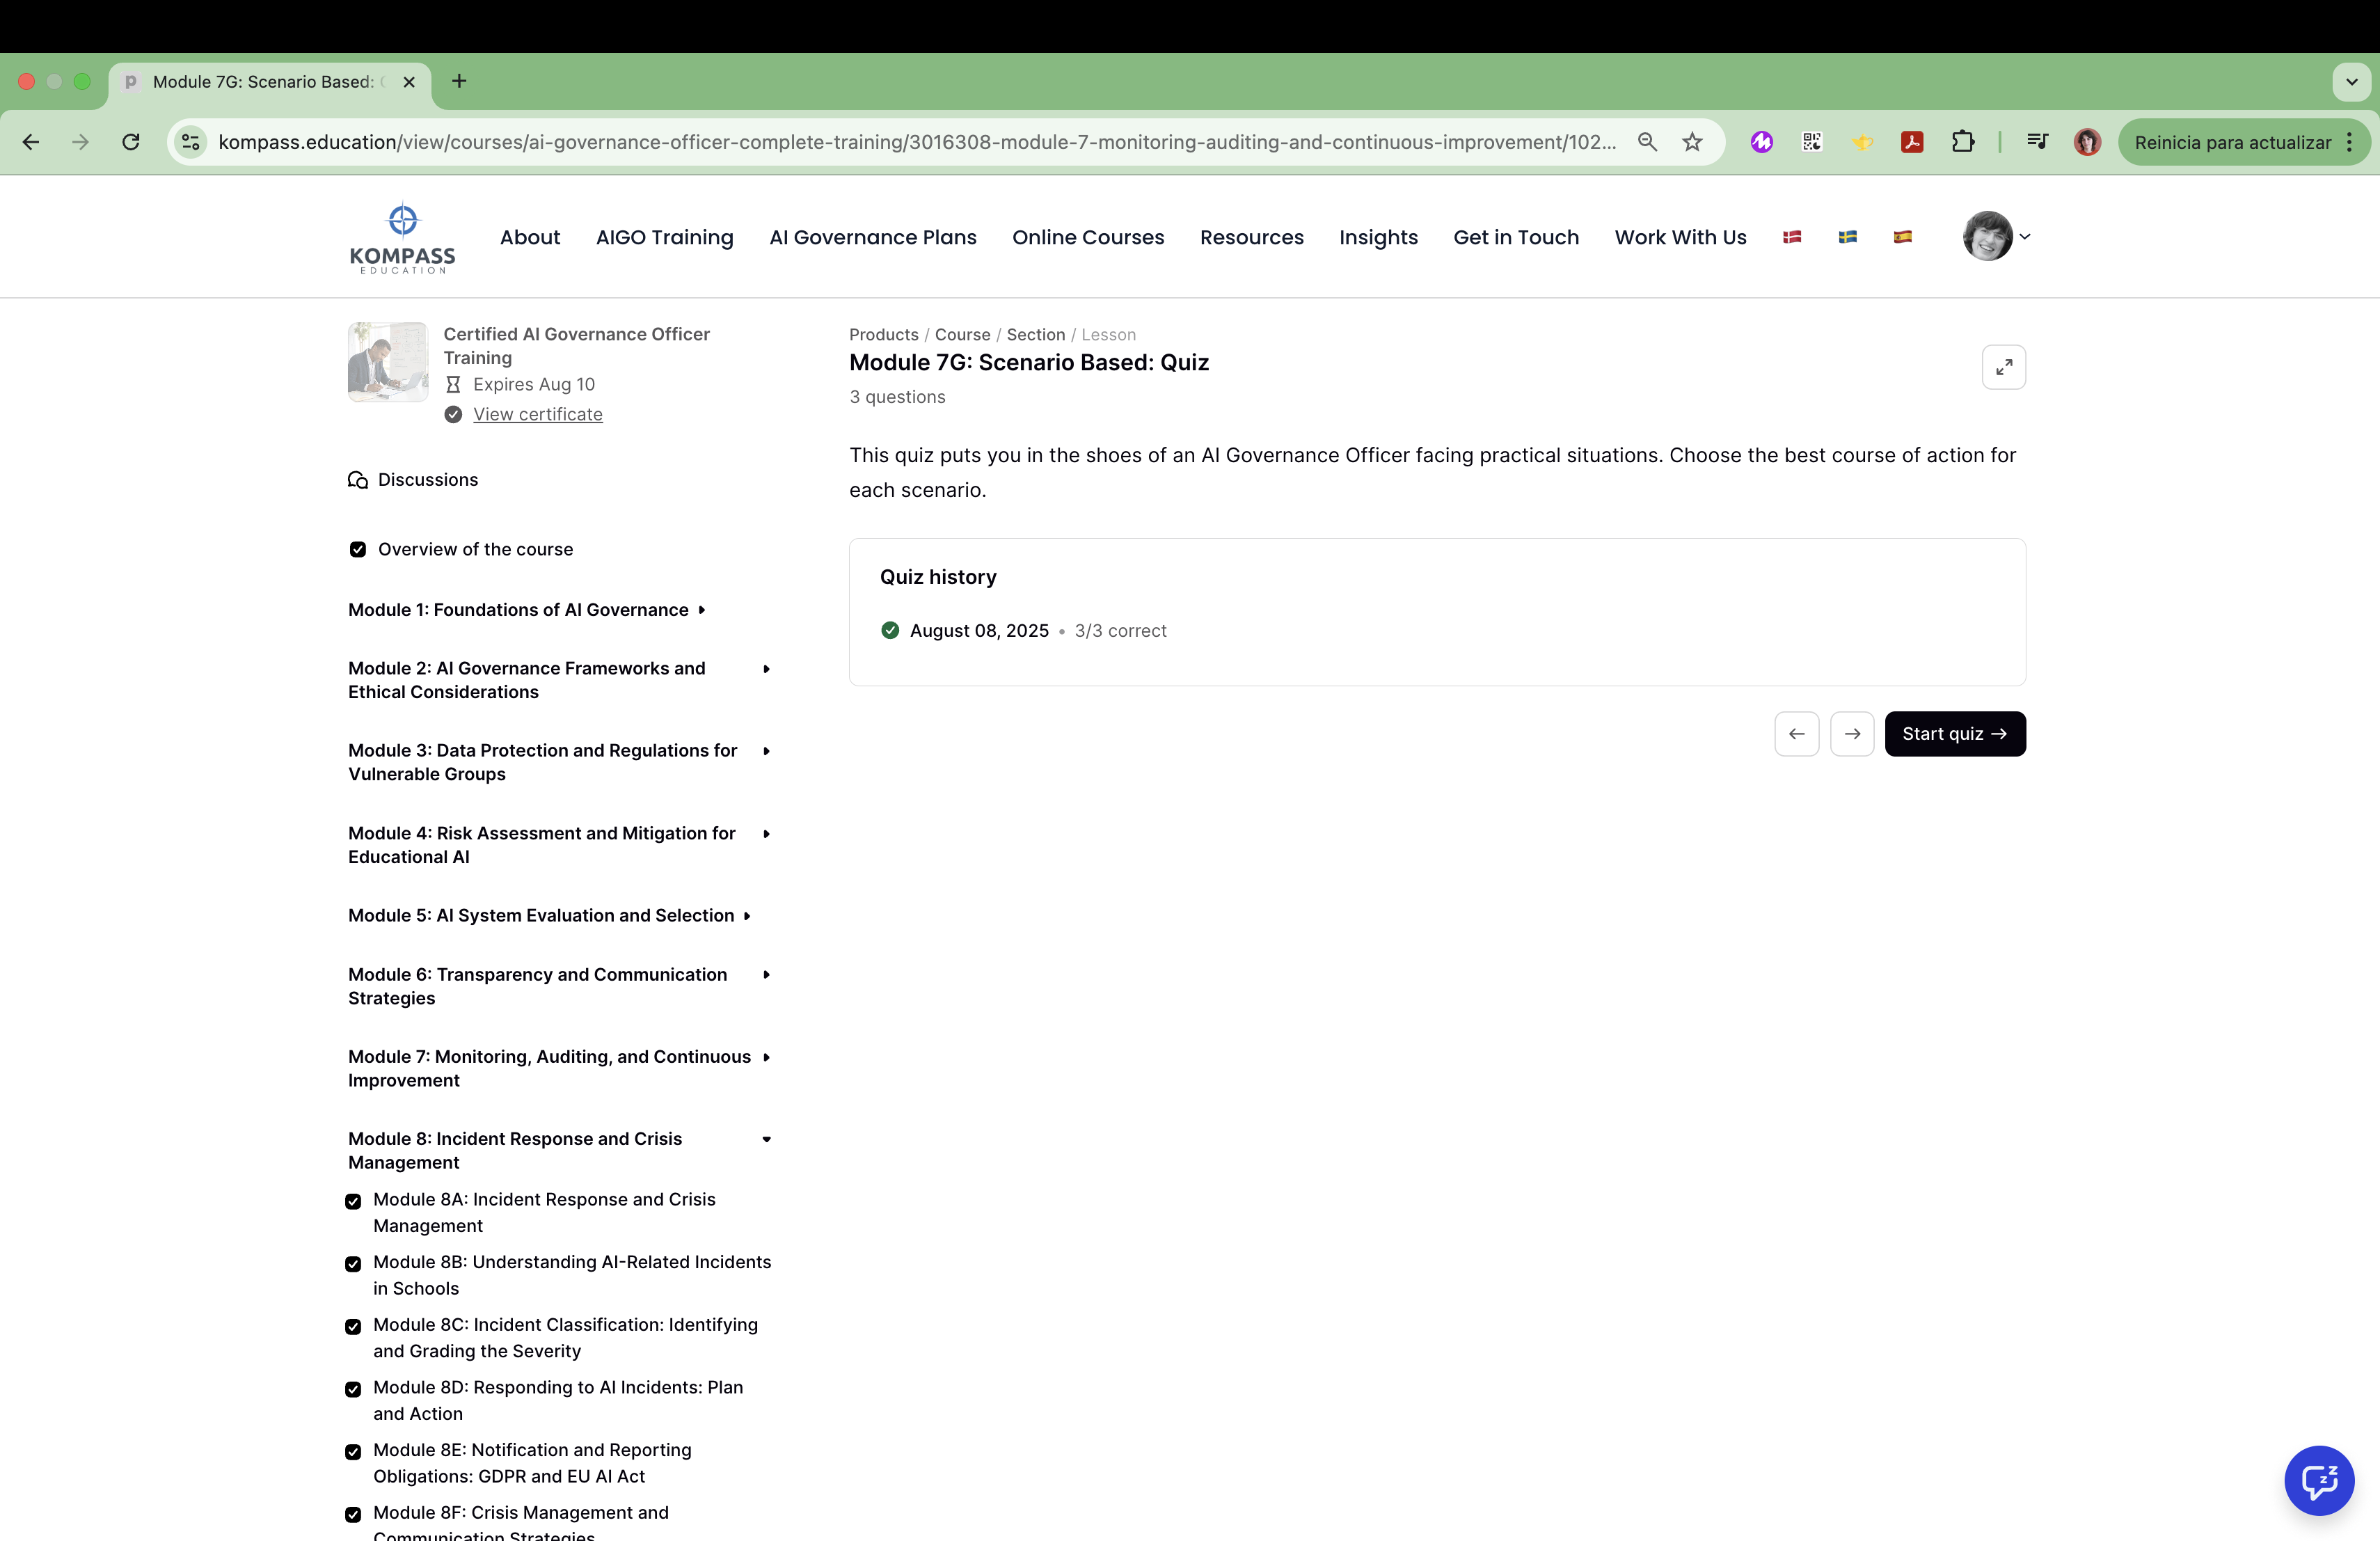 Module 7G: Scenario Based:
kompass.education/view/courses/ai-governance-officer-complete-training/3016308-module-7-monitoring-auditing-and-continuous-improvement/102...
Reinicia para actualizar
KOMPASS
EDUCATION
About
AIGO Training
AI Governance Plans
Online Courses
Resources
Insights
Get in Touch
Work With Us
Certified AI Governance Officer
Training
Expires Aug 10
View certificate
Discussions
Overview of the course
Module 1: Foundations of AI Governance
Module 2: AI Governance Frameworks and
Ethical Considerations
Module 3: Data Protection and Regulations for
Vulnerable Groups
Module 4: Risk Assessment and Mitigation for
Educational AI
Module 5: AI System Evaluation and Selection
Module 6: Transparency and Communication
Strategies
Module 7: Monitoring, Auditing, and Continuous
Improvement
Module 8: Incident Response and Crisis
Management
Module 8A: Incident Response and Crisis
Management
Module 8B: Understanding AI-Related Incidents
in Schools
Module 8C: Incident Classification: Identifying
and Grading the Severity
Module 8D: Responding to AI Incidents: Plan
and Action
Module 8E: Notification and Reporting
Obligations: GDPR and EU AI Act
Module 8F: Crisis Management and
Communication Strategies
Products / Course / Section / Lesson
Module 7G: Scenario Based: Quiz
3 questions
This quiz puts you in the shoes of an AI Governance Officer facing practical situations. Choose the best course of action for
each scenario.
Quiz history
August 08, 2025 • 3/3 correct
Start quiz →